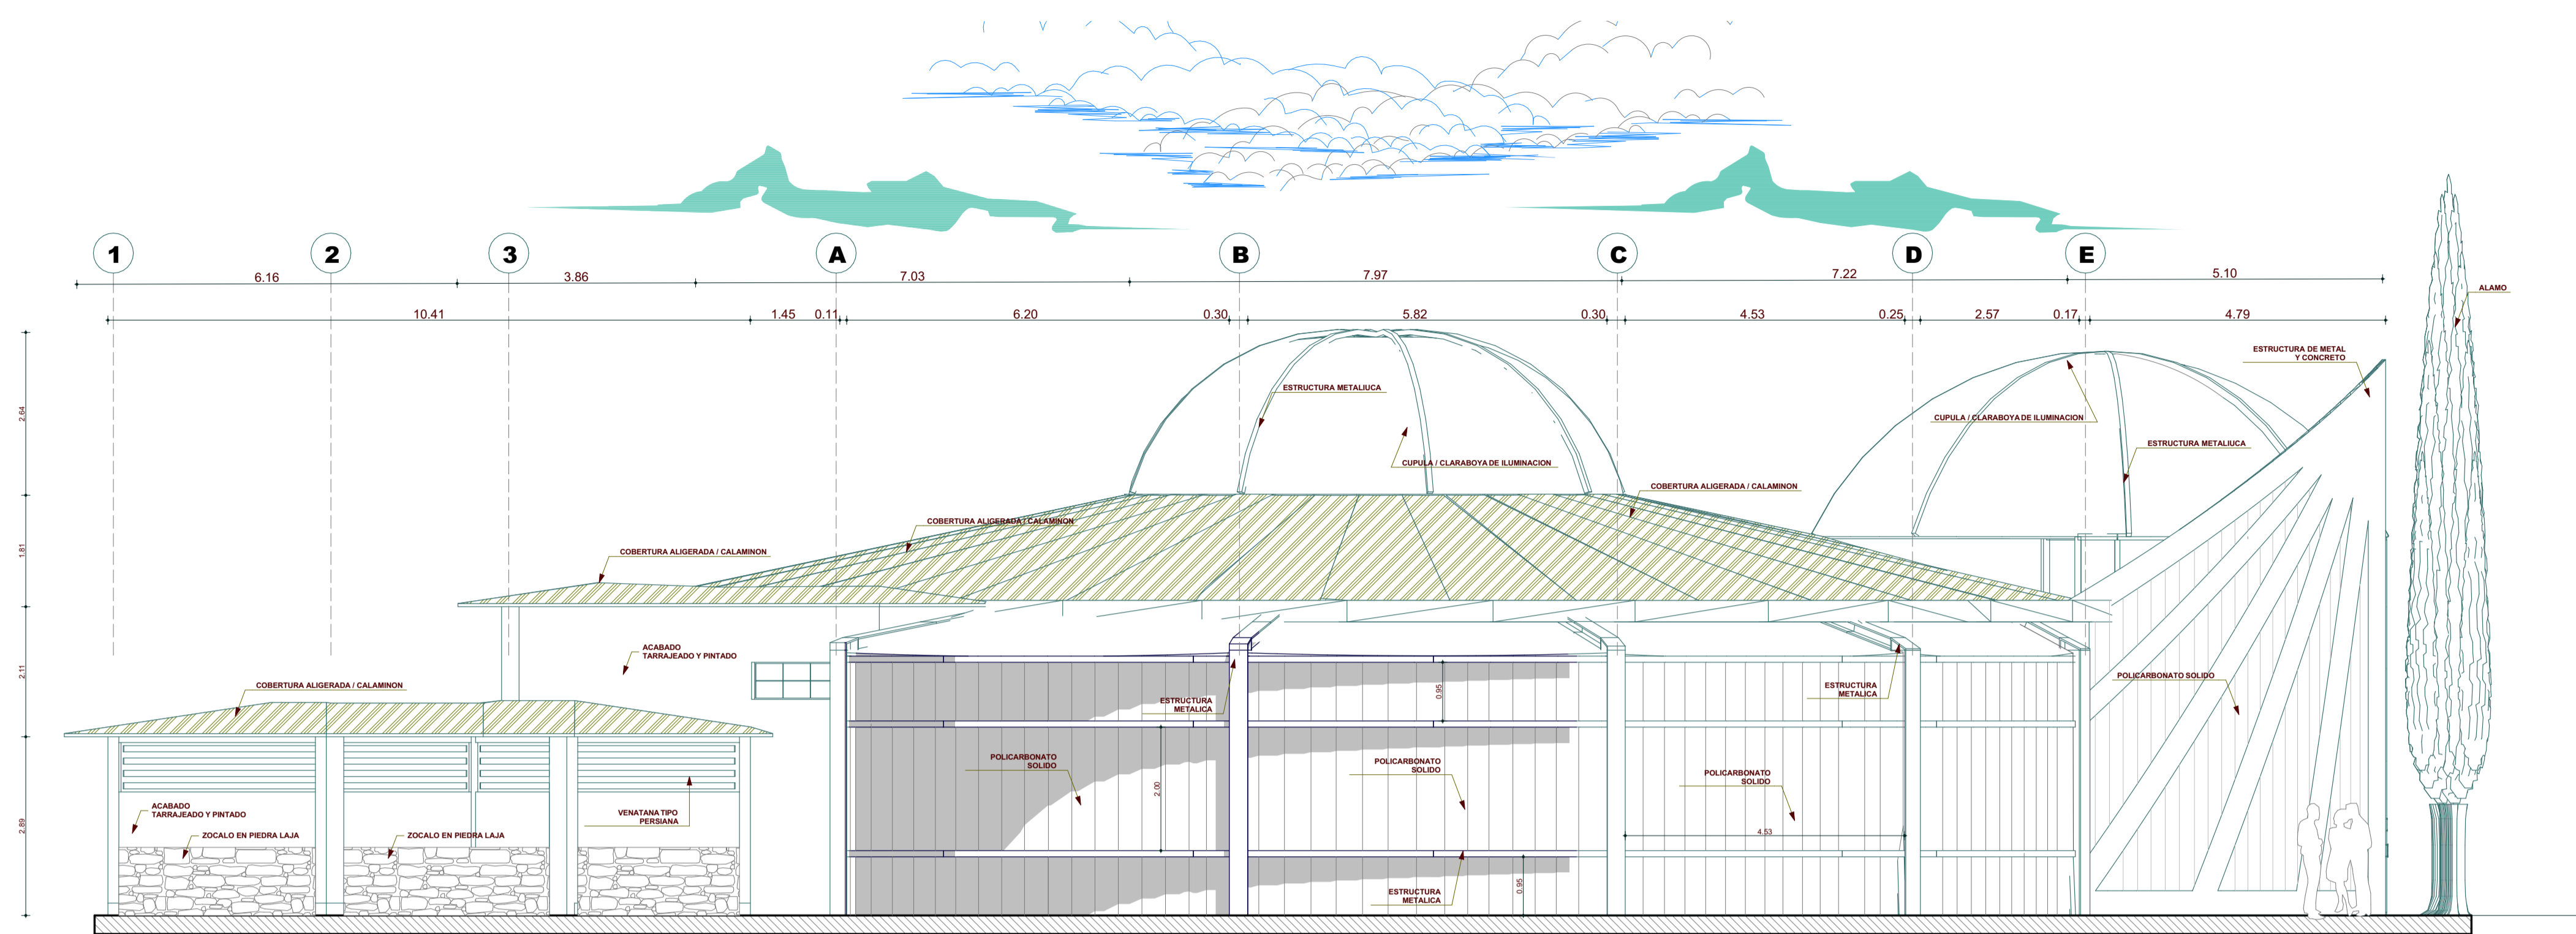 1
2
3
A
B
C
D
E
6.16
3.86
7.03
7.97
7.22
5.10
ALAMO
10.41
1.45
0.11
6.20
0.30
5.82
0.30
4.53
0.25
2.57
0.17
4.79
ESTRUCTURA DE METAL
Y CONCRETO
ESTRUCTURA METALIUCA
2.64
CUPULA / CLARABOYA DE ILUMINACION
ESTRUCTURA METALIUCA
CUPULA / CLARABOYA DE ILUMINACION
COBERTURA ALIGERADA / CALAMINON
COBERTURA ALIGERADA / CALAMINON
COBERTURA ALIGERADA / CALAMINON
1.81
ACABADO
TARRAJEADO Y PINTADO
2.11
COBERTURA ALIGERADA / CALAMINON
ESTRUCTURA
METALICA
0.95
ESTRUCTURA
METALICA
POLICARBONATO SOLIDO
POLICARBONATO
SOLIDO
2.00
POLICARBONATO
SOLIDO
POLICARBONATO
SOLIDO
ACABADO
TARRAJEADO Y PINTADO
VENATANA TIPO
PERSIANA
2.89
ZOCALO EN PIEDRA LAJA
ZOCALO EN PIEDRA LAJA
4.53
ESTRUCTURA
METALICA
0.95